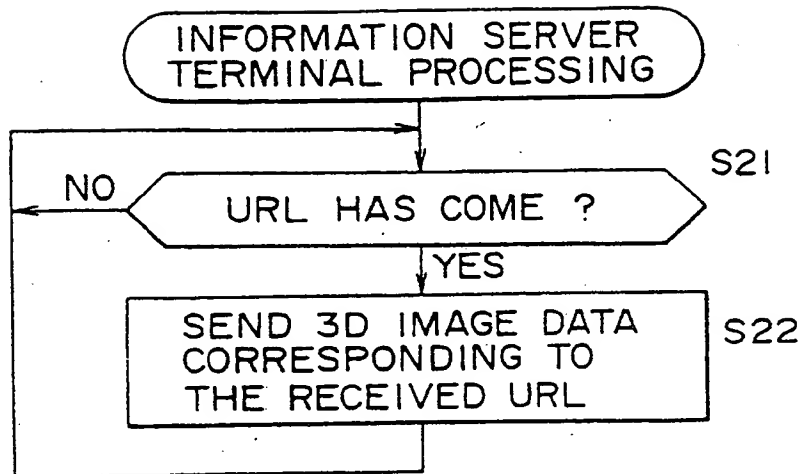 INFORMATION SERVER
TERMINAL PROCESSING
S21
NO
URL HAS COME ?
YES
SEND 3D IMAGE DATA
CORRESPONDING TO
THE RECEIVED URL
S22